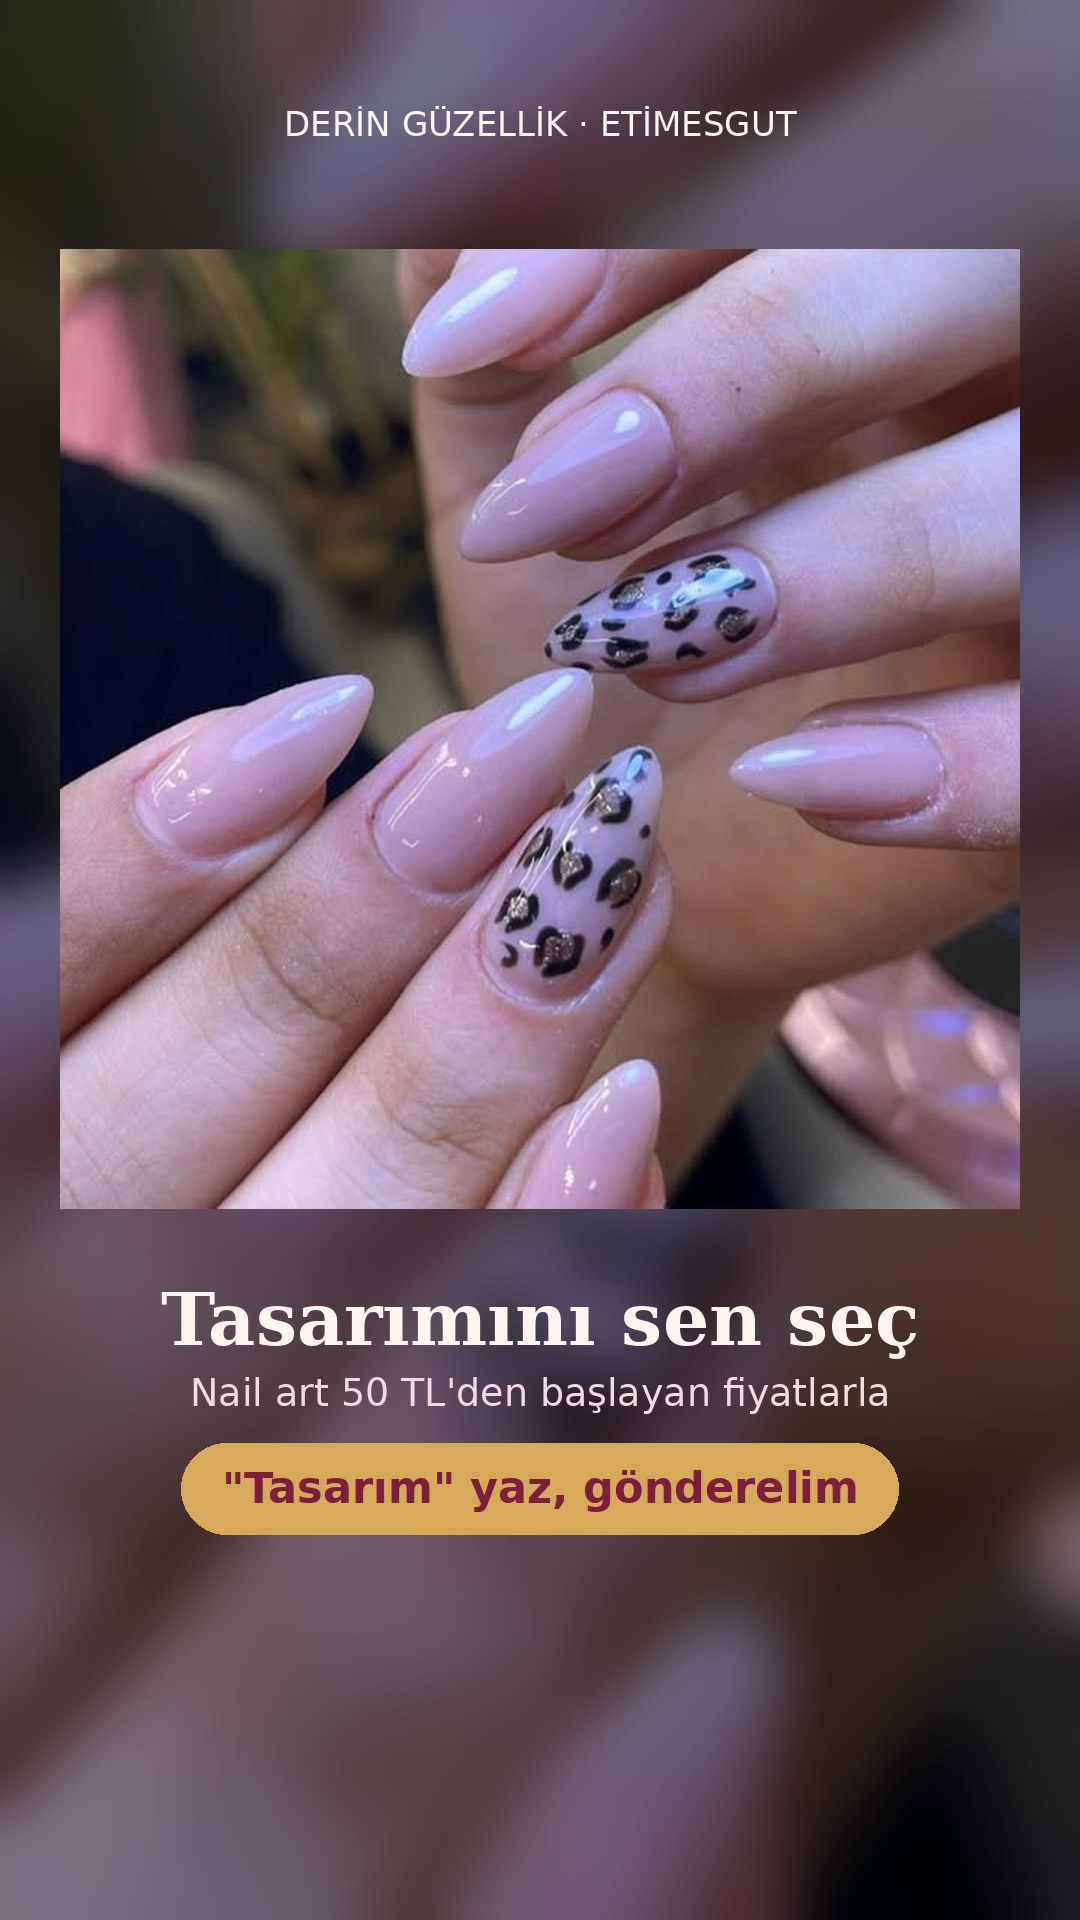 DERİN GÜZELLİK · ETİMESGUT
Tasarımını sen seç
Nail art 50 TL'den başlayan fiyatlarla
"Tasarım" yaz, gönderelim